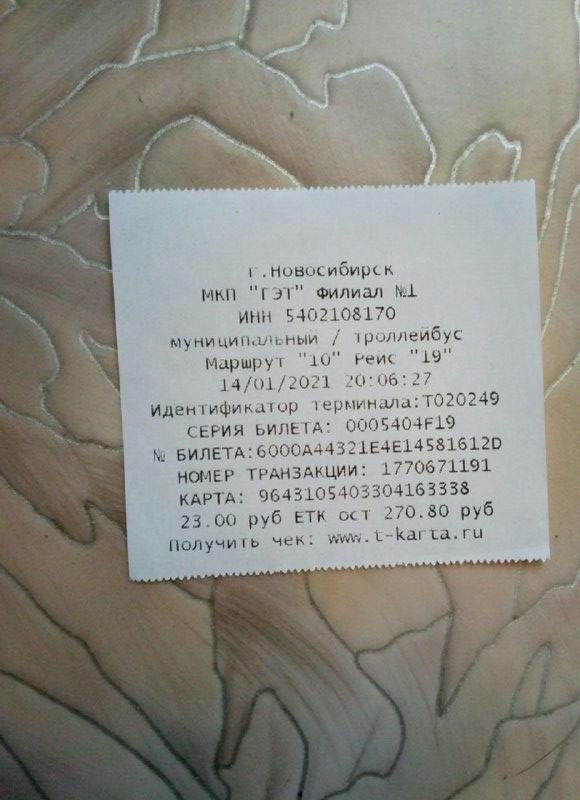 г.Новосибирск
МКП "ГЭТ" Филиал №1
ИНН 5402108170
муниципальный / троллейбус
Маршрут "10" Рейс "19"
14/01/2021 20:06:27
Идентификатор терминала:Т020249
СЕРИЯ БИЛЕТА: 0005404F19
№ БИЛЕТА:6000A44321E4E14581612D
НОМЕР ТРАНЗАКЦИИ: 1770671191
КАРТА: 9643105403304163338
23.00 руб ЕТК ост 270.80 руб
Получить чек: www.t-karta.ru